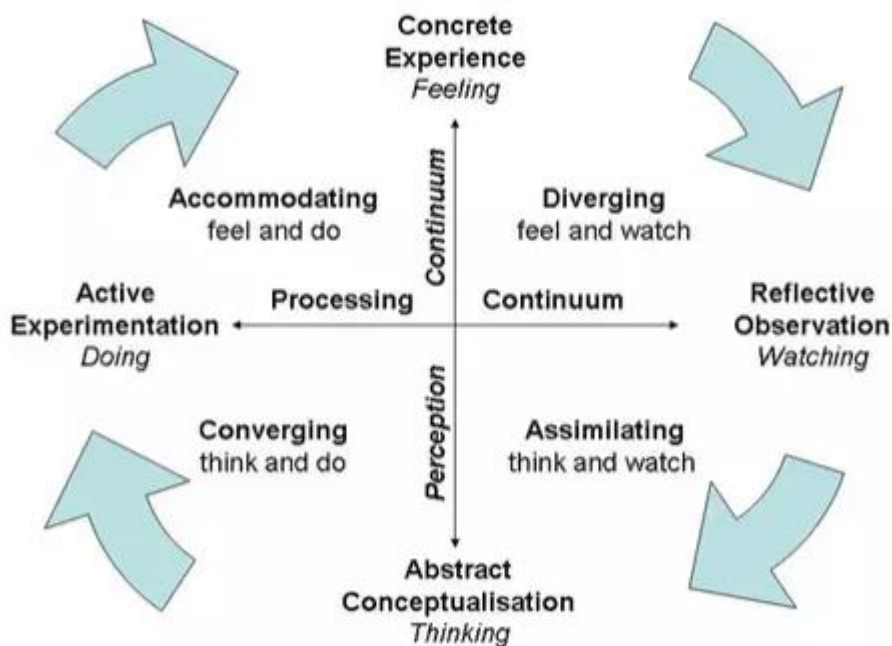 Concrete
Experience
Feeling
Accommodating
feel and do
Continuum
Diverging
feel and watch
Active
Experimentation
Doing
Processing
Continuum
Reflective
Observation
Watching
Converging
think and do
Perception
Assimilating
think and watch
Abstract
Conceptualisation
Thinking